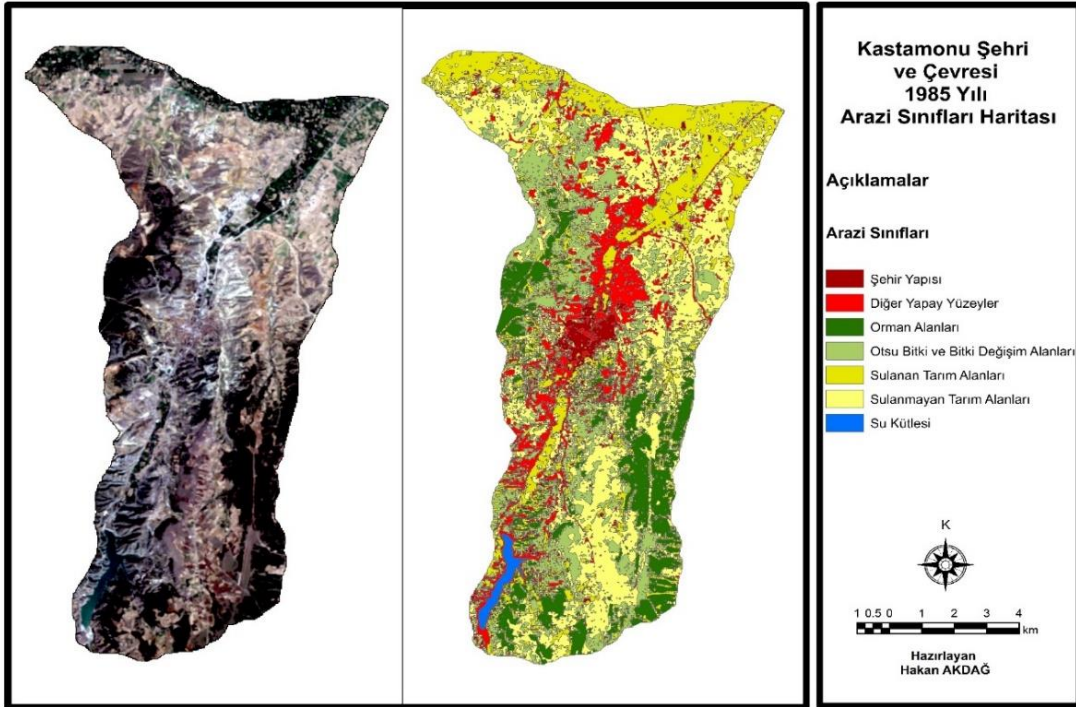 Kastamonu Şehri
ve Çevresi
1985 Yılı
Arazi Sınıfları Haritası
Açıklamalar
Arazi Sınıfları
Şehir Yapısı
Diğer Yapay Yüzeyler
Orman Alanları
Otsu Bitki ve Bitki Değişim Alanları
Sulanan Tarım Alanları
Sulanmayan Tarım Alanları
Su Kütlesi
K
1 0.5 0 1 2 3 4
km
Hazırlayan
Hakan AKDAĞ